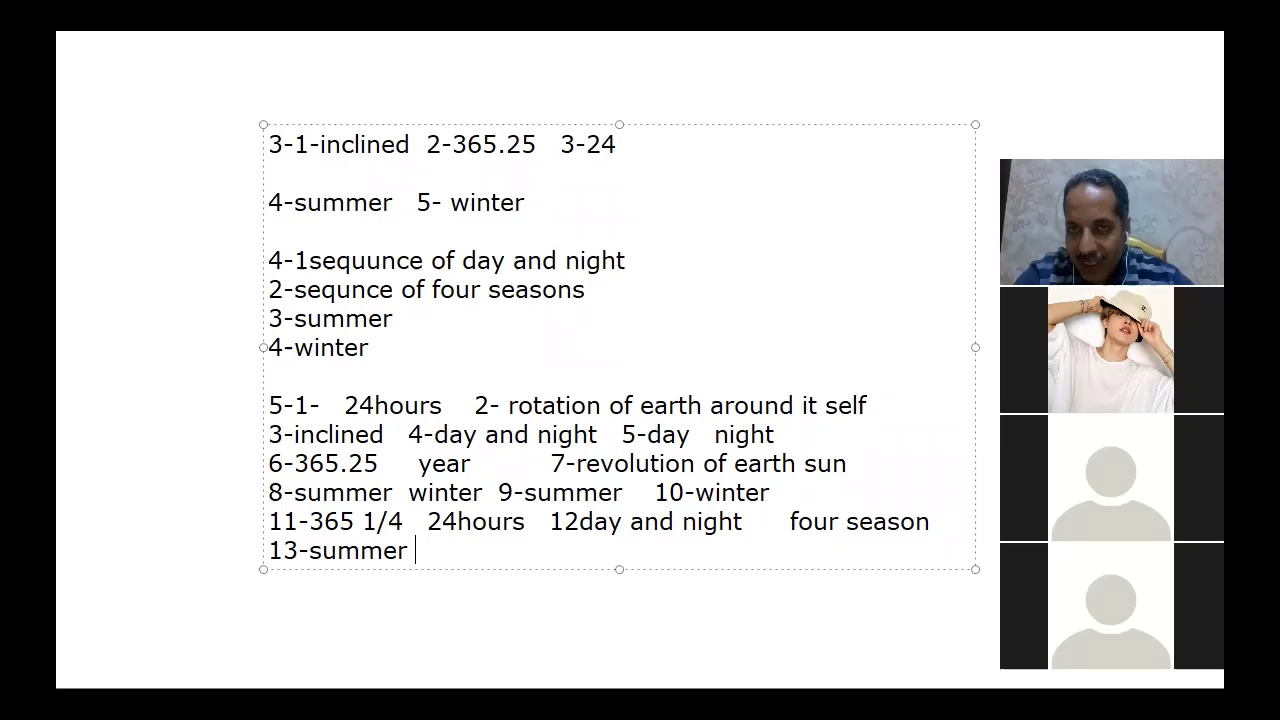 3-1-inclined 2-365.25 3-24
4-summer 5- winter
4-1sequunce of day and night
2-sequnce of four seasons
3-summer
4-winter
5-1- 24hours 2- rotation of earth around it self
3-inclined 4-day and night 5-day night
6-365.25 year 7-revolution of earth sun
8-summer winter 9-summer 10-winter
11-365 1/4 24hours 12day and night four season
13-summer